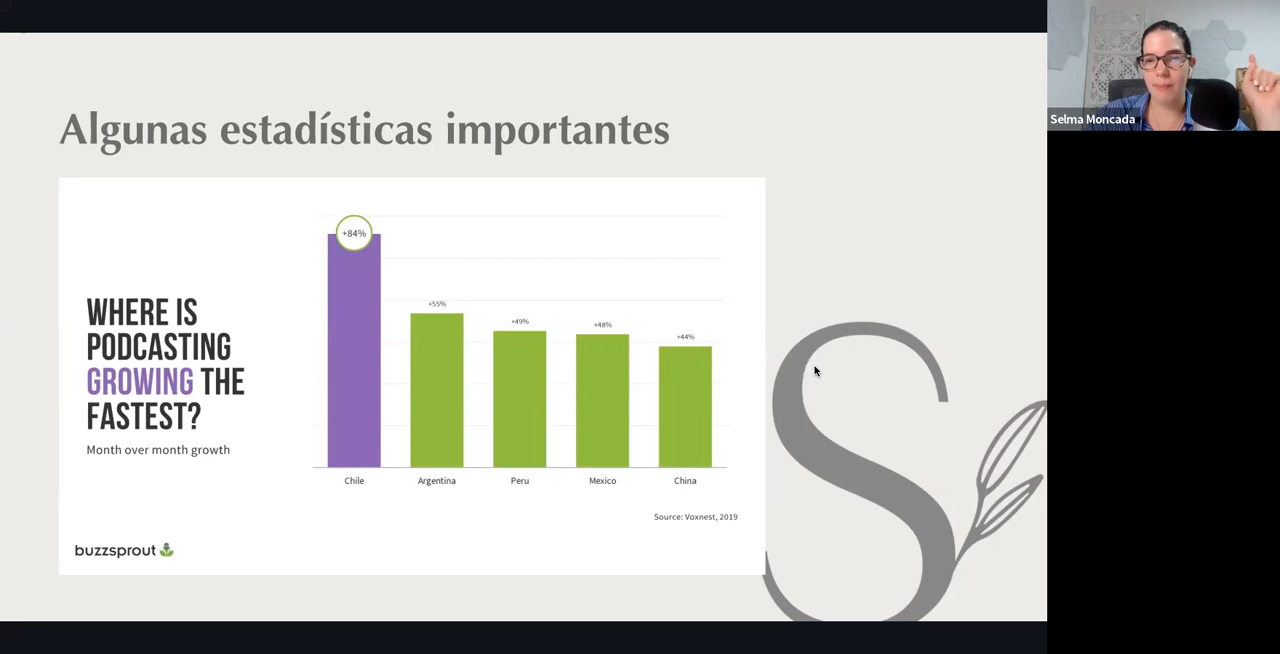 Algunas estadísticas importantes
WHERE IS
PODCASTING
GROWING THE
FASTEST?
Month over month growth
+84%
+55%
+49%
+48%
+44%
Chile
Argentina
Peru
Mexico
China
Source: Voxnest, 2019
buzzsprout
S
Selma Moncada